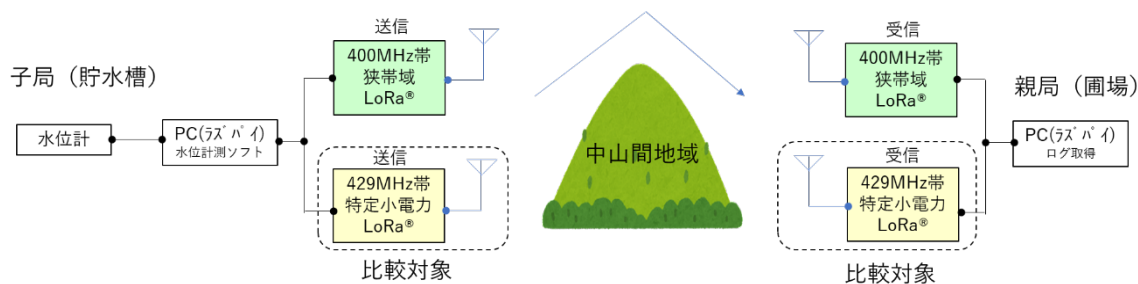 子局（貯水槽）
水位計
PC(ﾗｽﾞﾊﾟｲ)
水位計測ソフト
送信
400MHz帯
狭帯域
LoRa®
送信
429MHz帯
特定小電力
LoRa®
比較対象
中山間地域
受信
400MHz帯
狭帯域
LoRa®
受信
429MHz帯
特定小電力
LoRa®
比較対象
親局（圃場）
PC(ﾗｽﾞﾊﾟｲ)
ログ取得